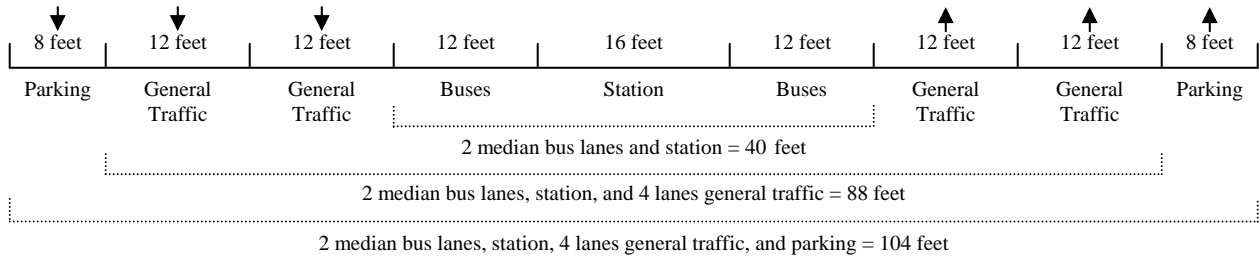 8 feet 12 feet 12 feet 12 feet 16 feet 12 feet 12 feet 12 feet 8 feet
Parking General General Buses Station Buses General General Parking
Traffic Traffic Traffic Traffic
2 median bus lanes and station = 40 feet
2 median bus lanes, station, and 4 lanes general traffic = 88 feet
2 median bus lanes, station, 4 lanes general traffic, and parking = 104 feet